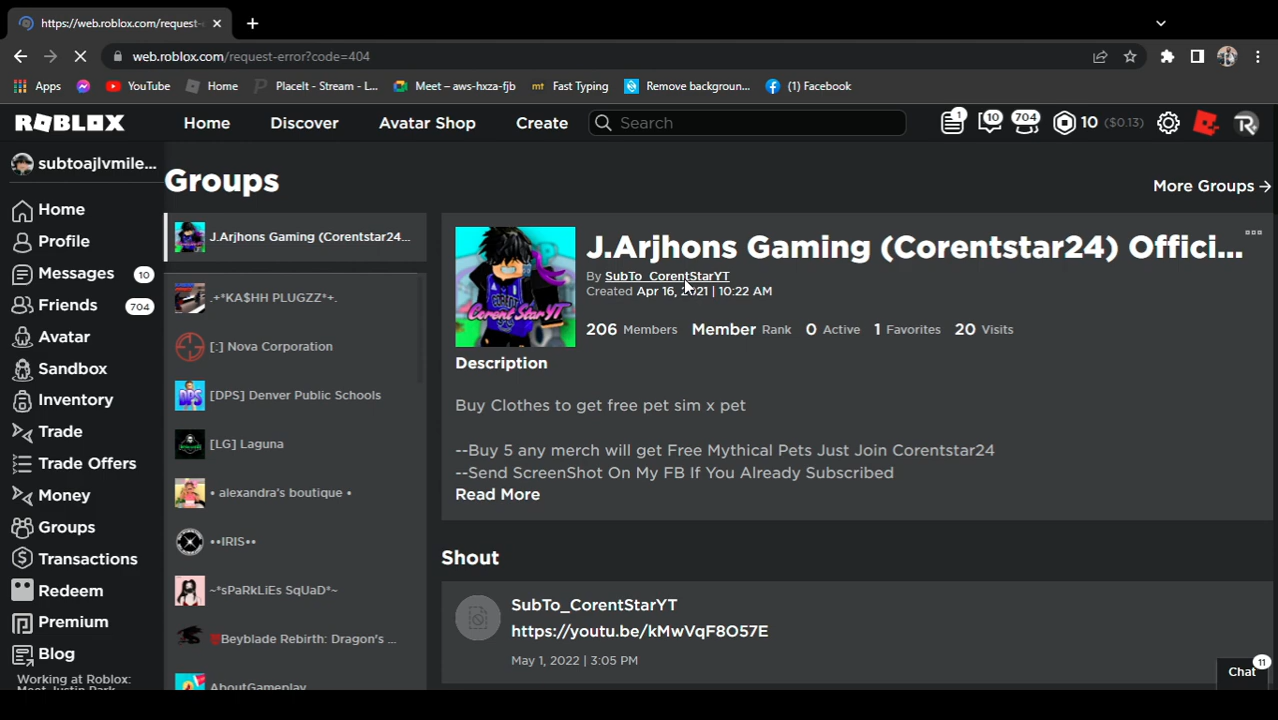 https://web.roblox.com/request-
web.roblox.com/request-error?code=404
Apps
YouTube
Home
PlaceIt - Stream - L...
Meet – aws-hxza-fjb
mt Fast Typing
Remove backgroun...
(1) Facebook
ROBLOX
Home
Discover
Avatar Shop
Create
Search
1
10
704
10
($0.13)
subtoajlvmile...
Home
Profile
Messages
10
Friends
704
Avatar
Sandbox
Inventory
Trade
Trade Offers
Money
Groups
Transactions
Redeem
Premium
Blog
Working at Roblox:
Groups
More Groups
J.Arjhons Gaming (Corentstar24...
.+*KA$HH PLUGZZ*+.
[:] Nova Corporation
[DPS] Denver Public Schools
[LG] Laguna
• alexandra's boutique •
••IRIS••
~*sPaRkLiEs SqUaD*~
Beyblade Rebirth: Dragon's ...
AboutGameplay
CorentStarYT
J.Arjhons Gaming (Corentstar24) Offici...
By SubTo_CorentStarYT
Created Apr 16, 2021 | 10:22 AM
206 Members
Member Rank
0 Active
1 Favorites
20 Visits
Description
Buy Clothes to get free pet sim x pet
--Buy 5 any merch will get Free Mythical Pets Just Join Corentstar24
--Send ScreenShot On My FB If You Already Subscribed
Read More
Shout
SubTo_CorentStarYT
https://youtu.be/kMwVqF8O57E
May 1, 2022 | 3:05 PM
Chat
11